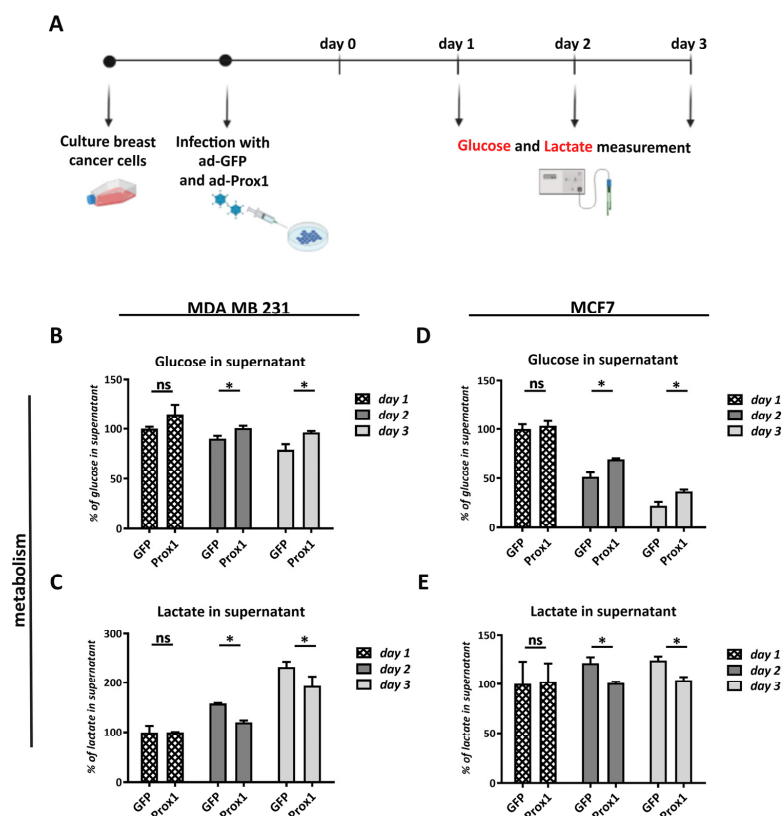 A
day 0
day 1
day 2
day 3
Culture breast
cancer cells
Infection with
ad-GFP
and ad-Prox1
Glucose and Lactate measurement
metabolism
MDA MB 231
B
Glucose in supernatant
% of glucose in supernatant
150
100
50
0
ns
*
*
GFP
Prox1
GFP
Prox1
GFP
Prox1
day 1
day 2
day 3
C
Lactate in supernatant
% of lactate in supernatant
300
200
100
0
ns
*
*
GFP
Prox1
GFP
Prox1
GFP
Prox1
day 1
day 2
day 3
MCF7
D
Glucose in supernatant
% of glucose in supernatant
150
100
50
0
ns
*
*
GFP
Prox1
GFP
Prox1
GFP
Prox1
day 1
day 2
day 3
E
Lactate in supernatant
% of lactate in supernatant
150
100
50
0
ns
*
*
GFP
Prox1
GFP
Prox1
GFP
Prox1
day 1
day 2
day 3